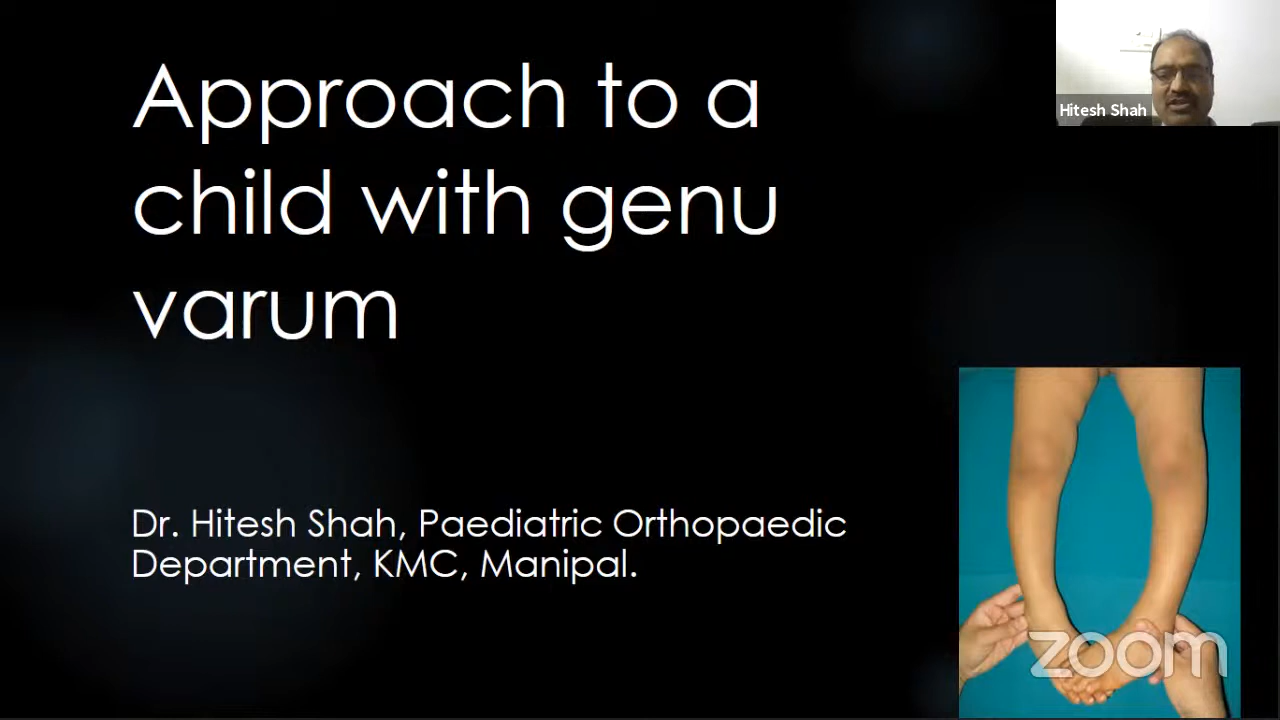 Approach to a
child with genu
varum
Hitesh Shah
Dr. Hitesh Shah, Paediatric Orthopaedic
Department, KMC, Manipal.
zoom